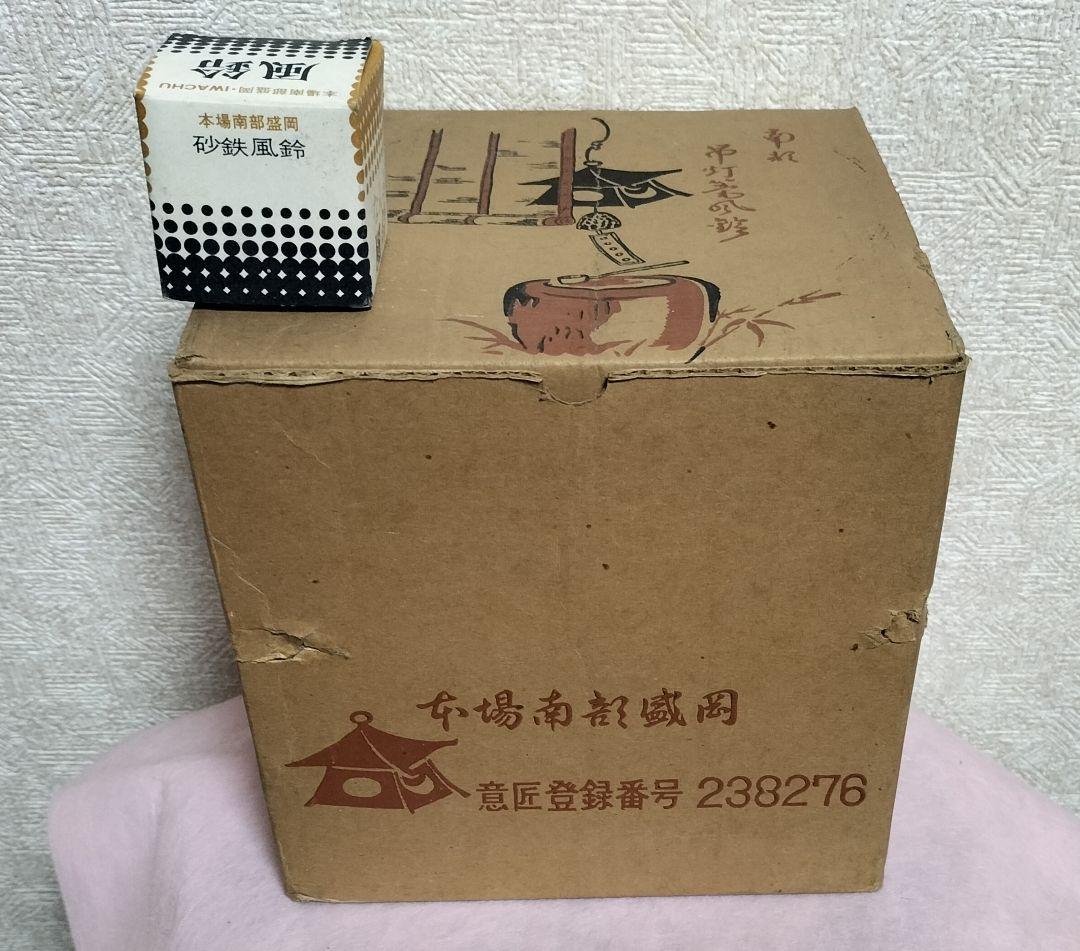 風鈴
本場南部盛岡・IWACHU
本場南部盛岡
砂鉄風鈴
南部
吊灯篭風鈴
本場南部盛岡
意匠登録番号 238276